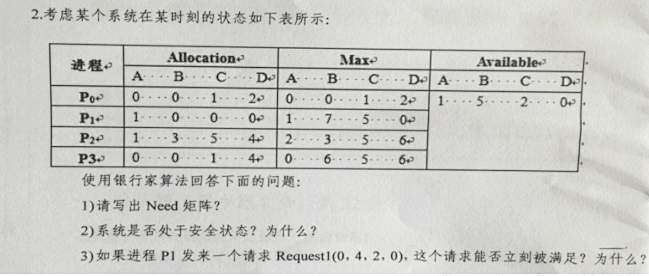 2.考虑某个系统在某时刻的状态如下表所示:
进程 Allocation Max Available
A B C D A B C D A B C D
P0 0 0 1 2 0 0 1 2 1 5 2 0
P1 1 0 0 0 1 7 5 0
P2 1 3 5 4 2 3 5 6
P3 0 0 1 4 0 6 5 6
使用银行家算法回答下面的问题:
1)请写出 Need 矩阵?
2)系统是否处于安全状态? 为什么?
3)如果进程 P1 发来一个请求 Request1(0, 4, 2, 0), 这个请求能否立刻被满足? 为什么?